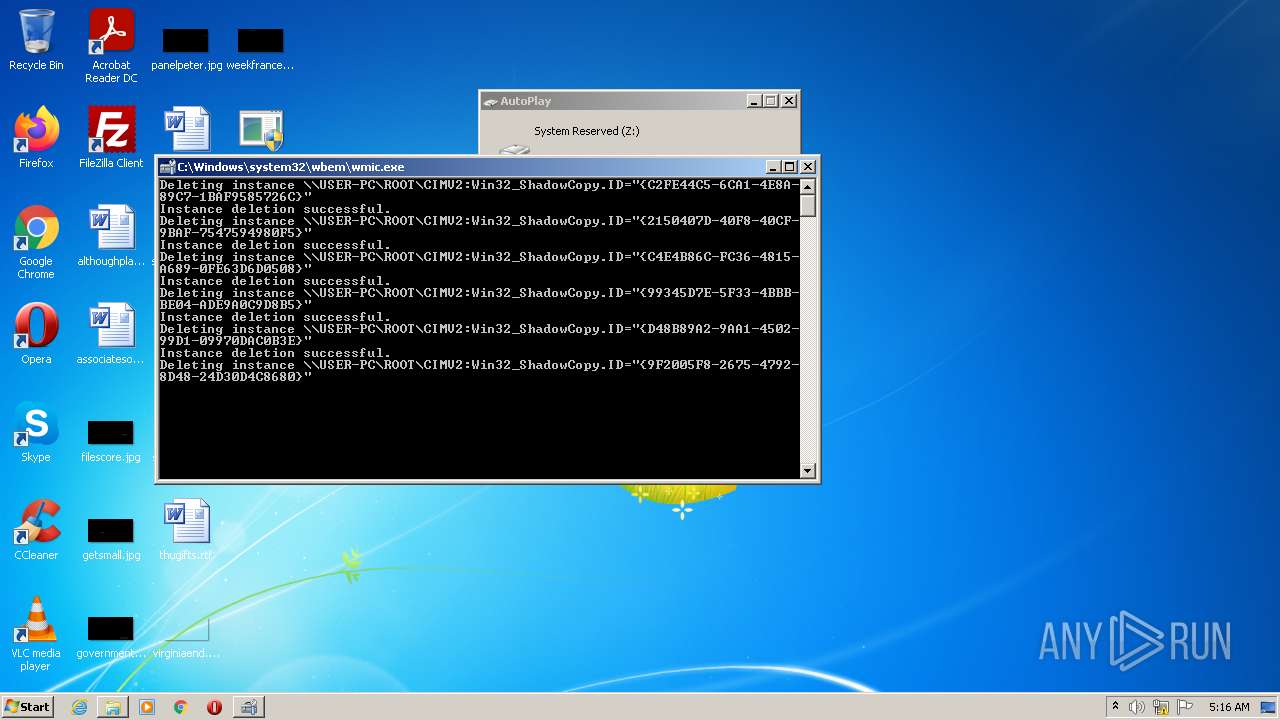 Recycle Bin
Acrobat
Reader DC
panelpeter.jpg
weekfrance...
Firefox
FileZilla Client
Google
Chrome
althoughpla...
Opera
associateso...
Skype
filescore.jpg
CCleaner
getsmall.jpg
thugifts.rtf
VLC media
player
government...
virginiaend....
AutoPlay
System Reserved (Z:)
C:\Windows\system32\wbem\wmic.exe
Deleting instance \\USER-PC\ROOT\CIMV2:Win32_ShadowCopy.ID="{C2FE44C5-6CA1-4E8A-
89C7-1BAF9585726C}"
Instance deletion successful.
Deleting instance \\USER-PC\ROOT\CIMV2:Win32_ShadowCopy.ID="{2150407D-40F8-40CF-
9BAF-7547594980F5}"
Instance deletion successful.
Deleting instance \\USER-PC\ROOT\CIMV2:Win32_ShadowCopy.ID="{C4E4B86C-FC36-4815-
A689-0FE63D6D0508}"
Instance deletion successful.
Deleting instance \\USER-PC\ROOT\CIMV2:Win32_ShadowCopy.ID="{99345D7E-5F33-4BBB-
BE04-ADE9A0C9D8B5}"
Instance deletion successful.
Deleting instance \\USER-PC\ROOT\CIMV2:Win32_ShadowCopy.ID="{D48B89A2-9AA1-4502-
99D1-09970DAC0B3E}"
Instance deletion successful.
Deleting instance \\USER-PC\ROOT\CIMV2:Win32_ShadowCopy.ID="{9F2005F8-2675-4792-
8D48-24D30D4C8680}"
ANY RUN
Start
5:16 AM